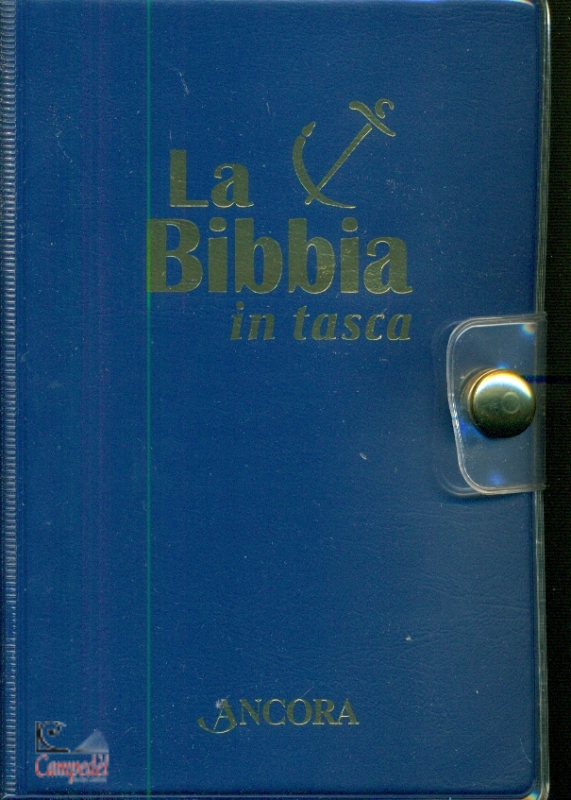 La
Bibbia
in tasca
ANCORA
Campedèl